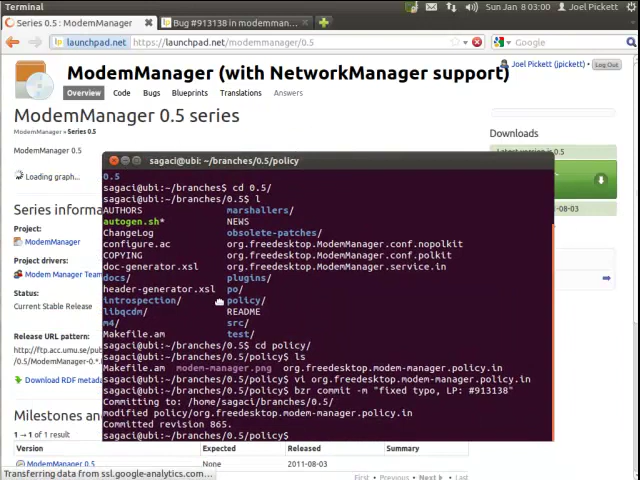 Terminal
Sun Jan 8 03:00
Joel Pickett
Series 0.5 : ModemManager
Bug #913138 in modemman...
launchpad.net
https://launchpad.net/modemmanager/0.5
Google
ModemManager (with NetworkManager support)
Joel Pickett (jpickett)
Log Out
Overview Code Bugs Blueprints Translations Answers
ModemManager 0.5 series
ModemManager » Series 0.5
ModemManager 0.5
Loading graph...
Downloads
Series informa
Project:
ModemManager
Project drivers:
Modem Manager Team
Status:
Current Stable Release
Release URL pattern:
http://ftp.acc.umu.se/pub
/0.5/ModemManager-0.*.
Download RDF metada
sagaci@ubi: ~/branches/0.5/policy
0.5
sagaci@ubi:~/branches$ cd 0.5/
sagaci@ubi:~/branches/0.5$ l
AUTHORS marshallers/
autogen.sh* NEWS
ChangeLog obsolete-patches/
configure.ac org.freedesktop.ModemManager.conf.nopolkit
COPYING org.freedesktop.ModemManager.conf.polkit
doc-generator.xsl org.freedesktop.ModemManager.service.in
docs/ plugins/
header-generator.xsl po/
introspection/ policy/
libqcdm/ README
m4/ src/
Makefile.am test/
sagaci@ubi:~/branches/0.5$ cd policy/
sagaci@ubi:~/branches/0.5/policy$ ls
Makefile.am modem-manager.png org.freedesktop.modem-manager.policy.in
sagaci@ubi:~/branches/0.5/policy$ vi org.freedesktop.modem-manager.policy.in
sagaci@ubi:~/branches/0.5/policy$ bzr commit -m "fixed typo, LP: #913138"
Committing to: /home/sagaci/branches/0.5/
modified policy/org.freedesktop.modem-manager.policy.in
Committed revision 865.
sagaci@ubi:~/branches/0.5/policy$
Milestones an
1 → 1 of 1 result
Version Expected Released Summary
ModemManager 0.5 None 2011-08-03
First • Previous • Next • Last
Transferring data from ssl.google-analytics.com...